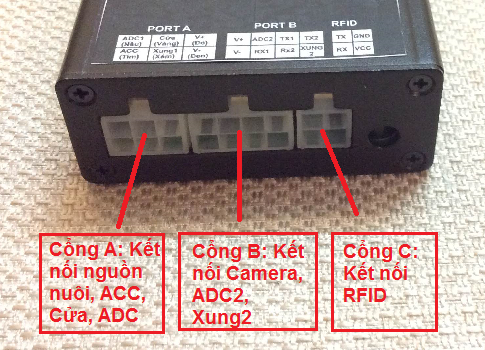 PORT A PORT B RFID
ADC1 (Nâu) Cửa (Vàng) V+ (Đỏ) V+ ADC2 TX1 TX2 TX GND
ACC (Tím) Xung1 (Xám) V- (Đen) V- RX1 Rx2 XUNG2 RX VCC
Cổng A: Kết
nối nguồn
nuôi, ACC,
Cửa, ADC
Cổng B: Kết
nối Camera,
ADC2,
Xung2
Cổng C:
Kết nối
RFID